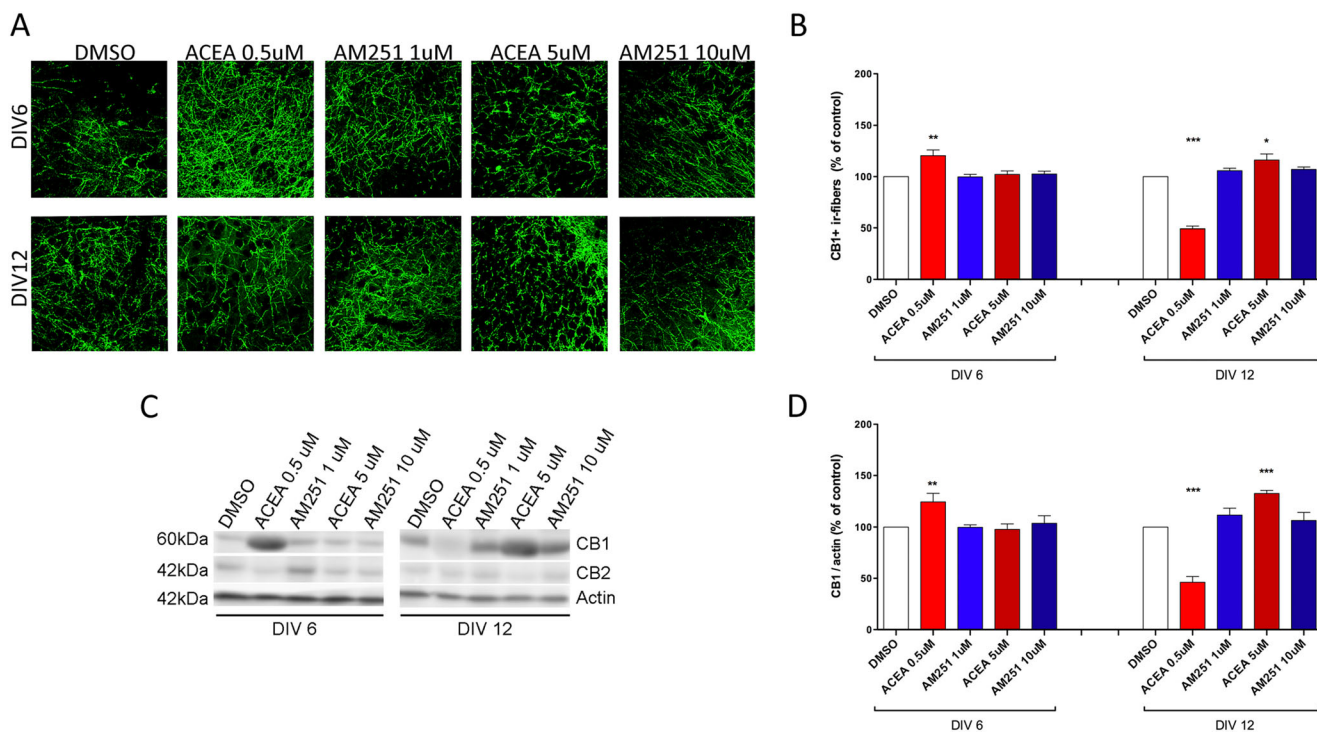 A
DMSO ACEA 0.5uM AM251 1uM ACEA 5uM AM251 10uM
DIV6
DIV12
B
CB1+ ir-fibers (% of control)
200
150
100
50
0
** *** *
DMSO ACEA 0.5uM AM251 1uM ACEA 5uM AM251 10uM DMSO ACEA 0.5uM AM251 1uM ACEA 5uM AM251 10uM
DIV 6 DIV 12
C
DMSO ACEA 0.5 uM AM251 1 uM ACEA 5 uM AM251 10 uM DMSO ACEA 0.5 uM AM251 1 uM ACEA 5 uM AM251 10 uM
60kDa CB1
42kDa CB2
42kDa Actin
DIV 6 DIV 12
D
CB1 / actin (% of control)
200
150
100
50
0
** *** ***
DMSO ACEA 0.5uM AM251 1uM ACEA 5uM AM251 10uM DMSO ACEA 0.5uM AM251 1uM ACEA 5uM AM251 10uM
DIV 6 DIV 12